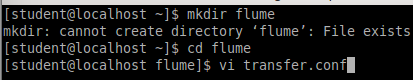 [student@localhost ~]$ mkdir flume
mkdir: cannot create directory ‘flume’: File exists
[student@localhost ~]$ cd flume
[student@localhost flume]$ vi transfer.conf